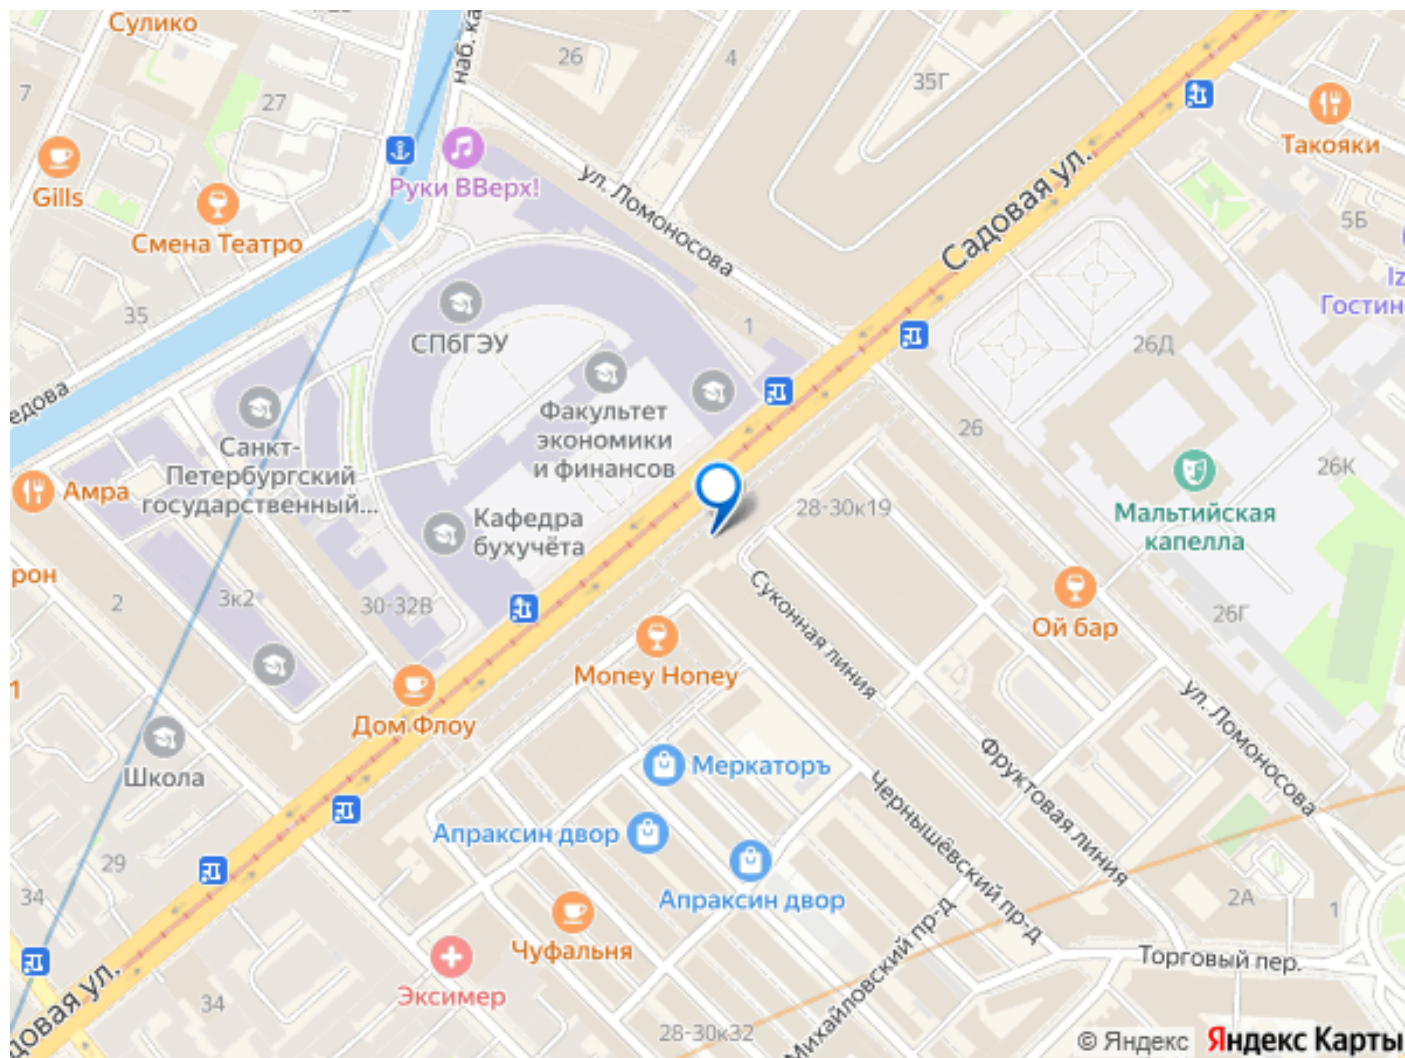 Сулико
наб. ка
26
4
35Г
7
27
Такояки
Gills
Руки ВВерх!
ул. Ломоносова
Садовая ул.
5Б
Смена Театро
Iz
Гостин
35
СПбГЭУ
1
26Д
едова
Факультет
экономики
и финансов
26
Санкт-
Петербургский
государственный...
26К
Амра
28-30к19
Мальтийская
капелла
Кафедра
бухучёта
рон
2
3к2
30-32В
Суконная линия
Ой бар
26Г
1
Money Honey
ул. Ломоносова
Дом Флоу
Школа
Меркаторъ
Фруктовая линия
Апраксин двор
Чернышёвский пр-д
29
34
Апраксин двор
2А
1
Чуфальня
Михайловский пр-д
Торговый пер.
Эксимер
довая ул.
34
28-30к32
© Яндекс Яндекс Карты